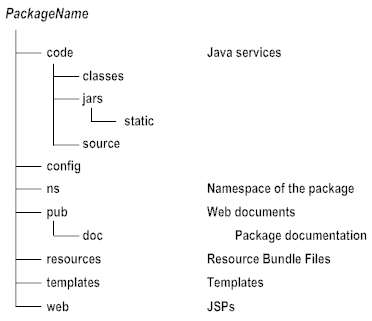 PackageName
code Java services
classes
jars
static
source
config
ns Namespace of the package
pub Web documents
doc Package documentation
resources Resource Bundle Files
templates Templates
web JSPs